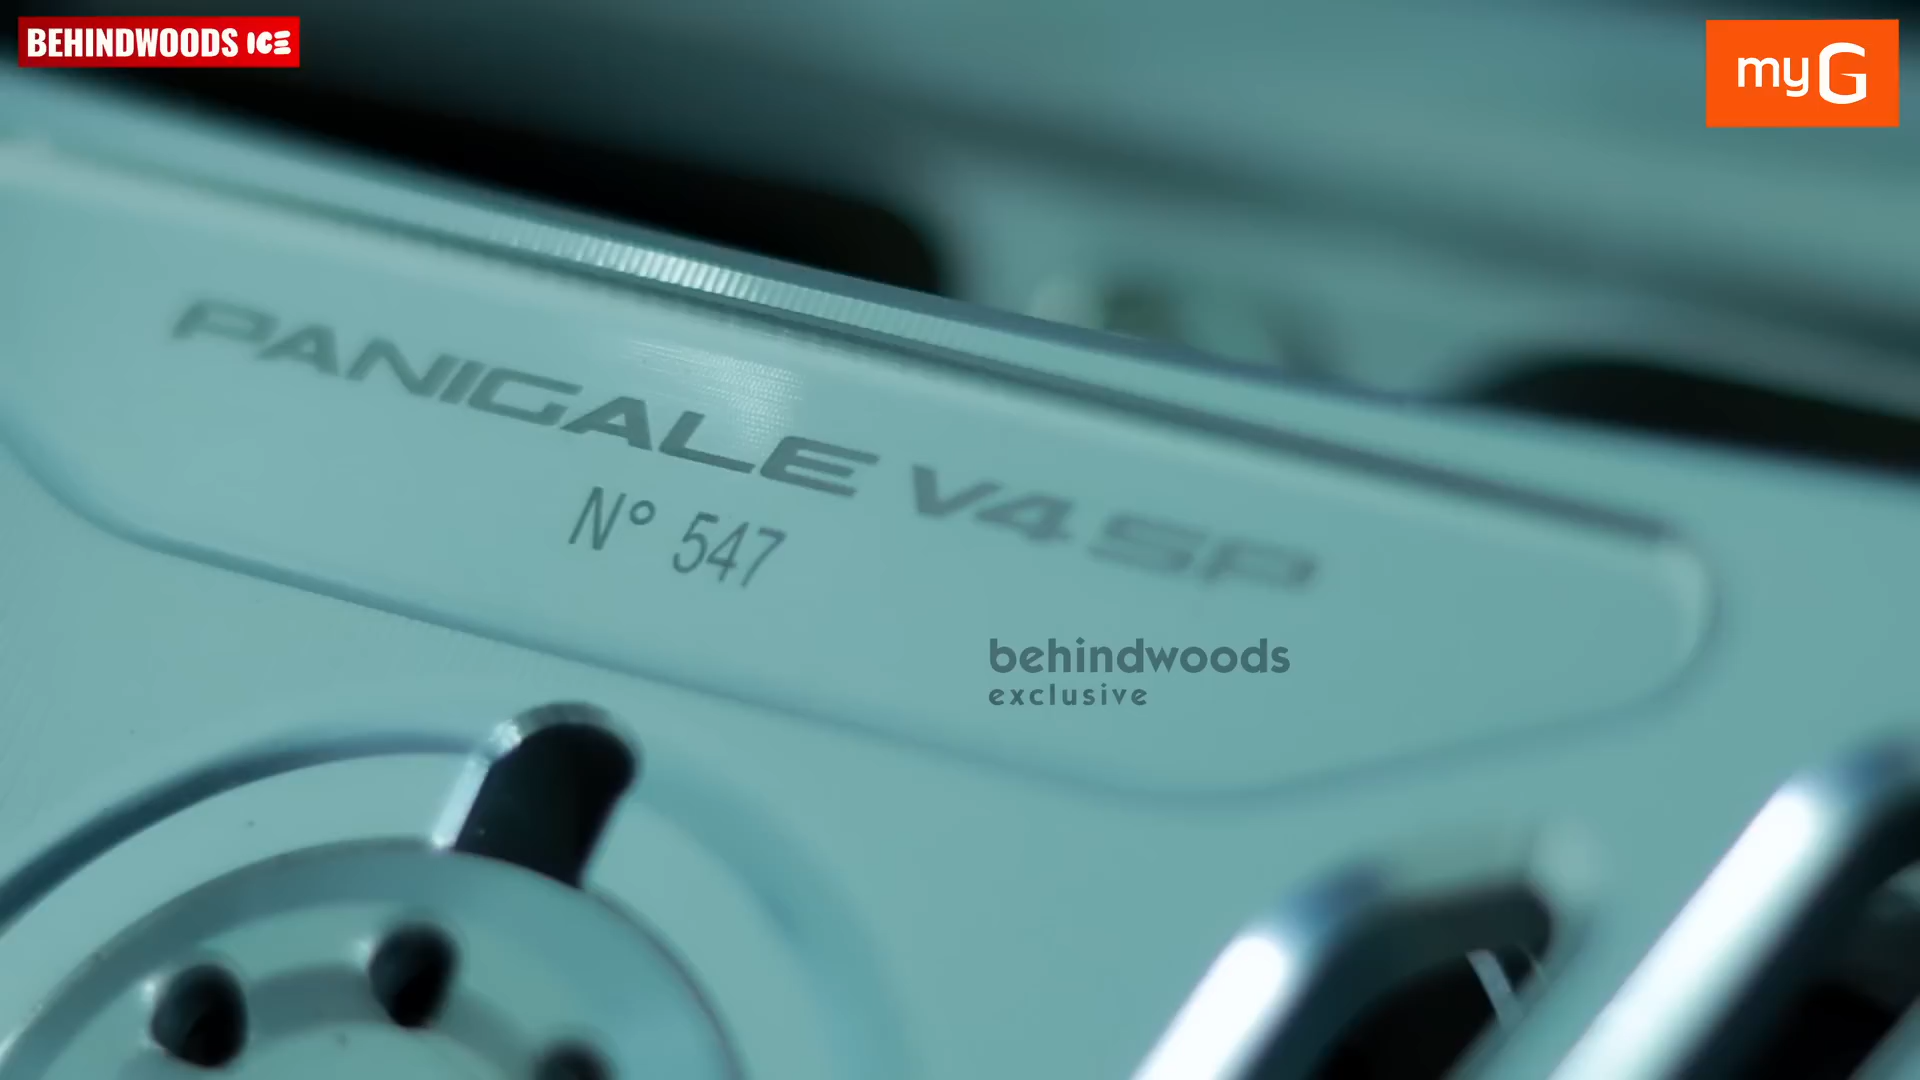 BEHINDWOODS ICE
myG
PANIGALE V4 SP
N° 547
behindwoods
exclusive